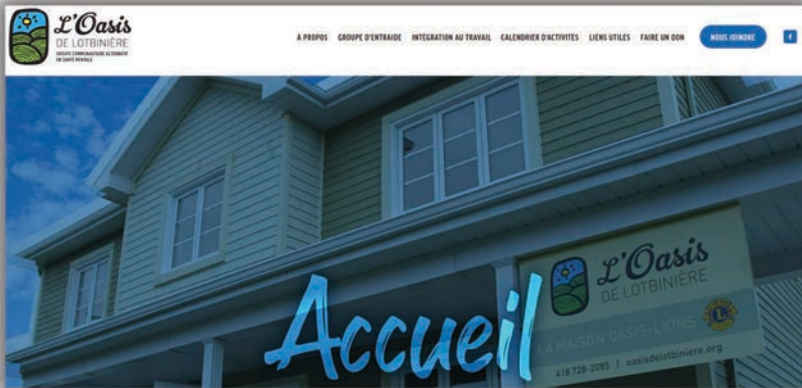 L'Oasis
DE LOTBINIÈRE
GROUPE COMMUNAUTAIRE ALTERNATIF
EN SANTÉ MENTALE
A PROPOS GROUPE D'ENTRAIDE INTÉGRATION AU TRAVAIL CALENDRIER D'ACTIVITÉS LIENS UTILES FAIRE UN DON NOUS JOINDRE f
L'Oasis
DE LOTBINIÈRE
LA MAISON OASIS-LIONS
418 728-2085 | oasisdelotbiniere.org
Accueil